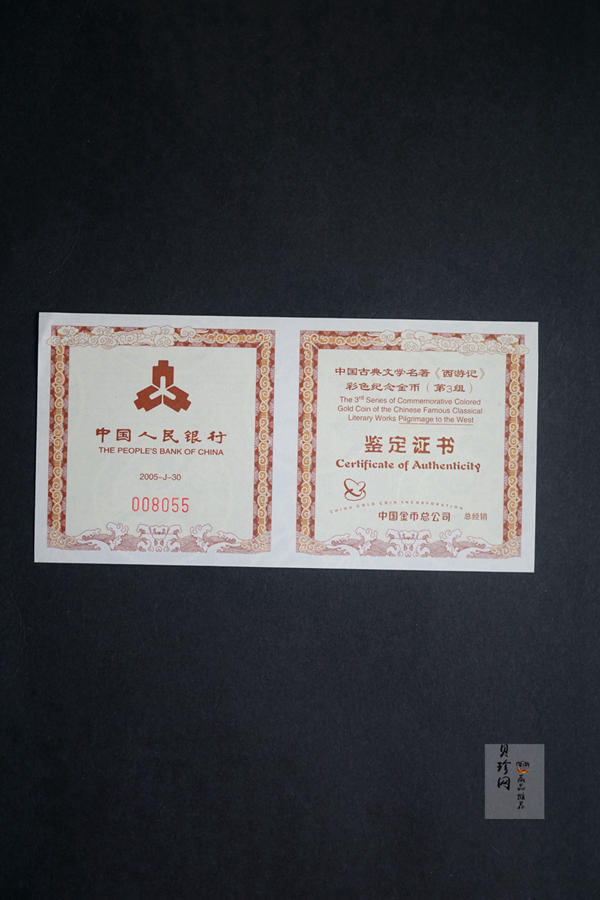 中国人民银行
THE PEOPLE'S BANK OF CHINA
2005-J-30
008055
中国古典文学名著《西游记》
彩色纪念金币（第3组）
The 3rd Series of Commemorative Colored
Gold Coin of the Chinese Famous Classical
Literary Works Pilgrimage to the West
鉴定证书
Certificate of Authenticity
CHINA GOLD COIN INCORPORATION
中国金币总公司 总经销
贝珍网
藏品推荐